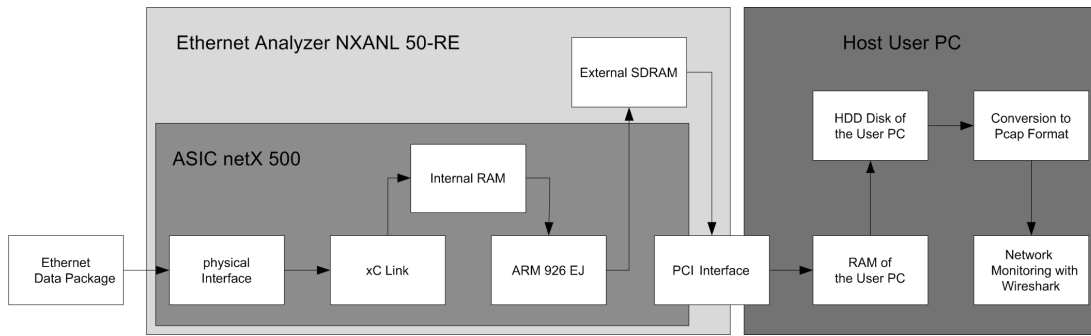 Ethernet Analyzer NXANL 50-RE
Host User PC
External SDRAM
HDD Disk of
the User PC
Conversion to
Pcap Format
ASIC netX 500
Internal RAM
Ethernet
Data Package
physical
Interface
xC Link
ARM 926 EJ
PCI Interface
RAM of
the User PC
Network
Monitoring with
Wireshark